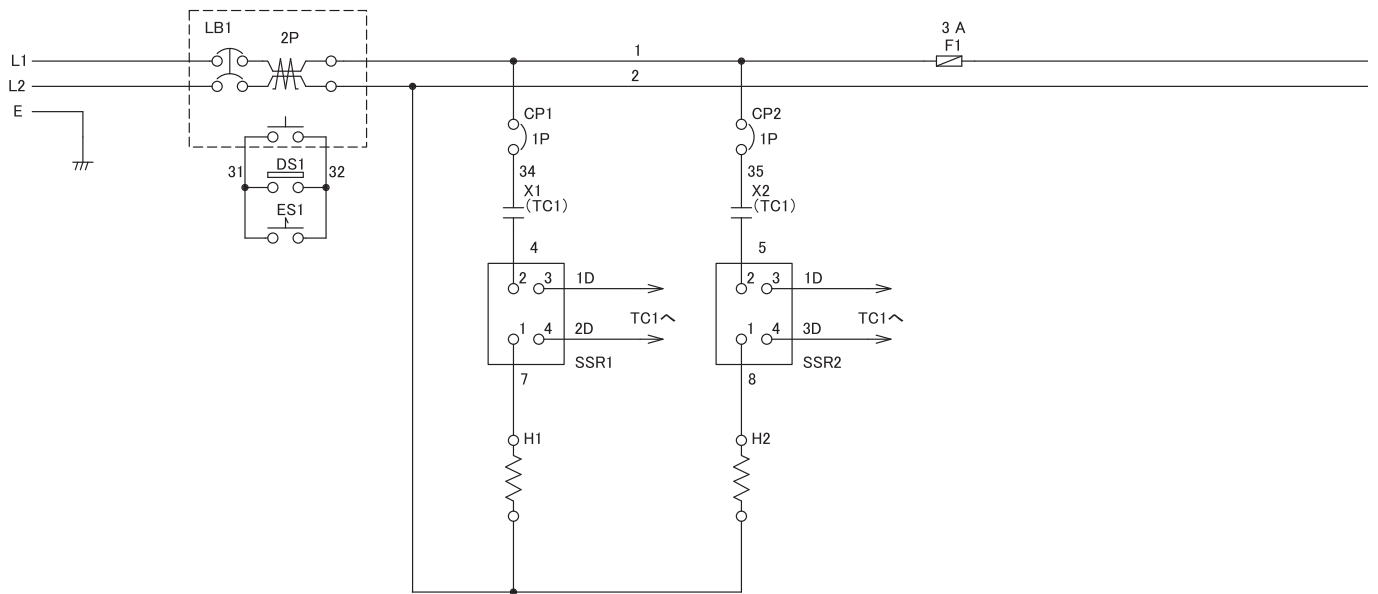 LB1
3 A
2P
F1
L1
1
L2
2
E
CP1
CP2
1P
1P
31
DS1
32
34
35
X1
X2
(TC1)
(TC1)
ES1
4
5
2
3
1D
2
3
1D
TC1へ
TC1へ
1
4
2D
1
4
3D
SSR1
SSR2
7
8
H1
H2